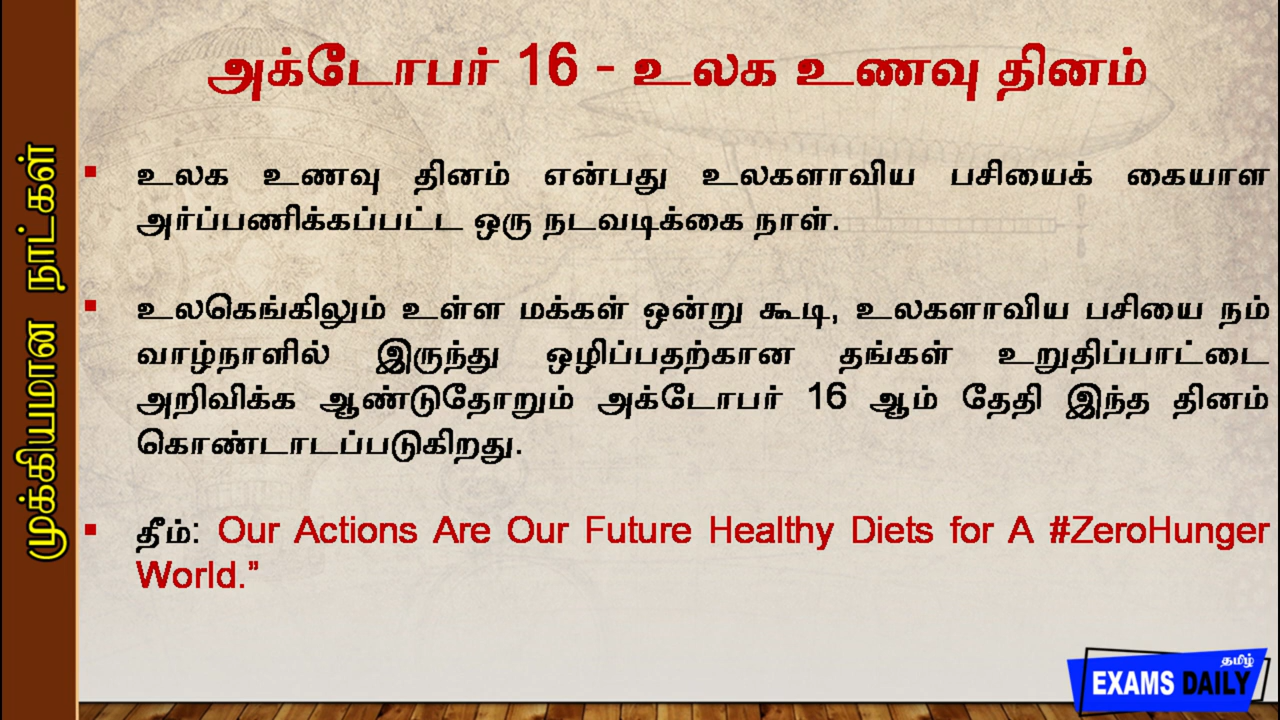 அக்டோபர் 16 - உலக உணவு தினம்
முக்கியமான நாட்கள்
▪ உலக உணவு தினம் என்பது உலகளாவிய பசியைக் கையாள
அர்ப்பணிக்கப்பட்ட ஒரு நடவடிக்கை நாள்.
▪ உலகெங்கிலும் உள்ள மக்கள் ஒன்று கூடி, உலகளாவிய பசியை நம்
வாழ்நாளில் இருந்து ஒழிப்பதற்கான தங்கள் உறுதிப்பாட்டை
அறிவிக்க ஆண்டுதோறும் அக்டோபர் 16 ஆம் தேதி இந்த தினம்
கொண்டாடப்படுகிறது.
▪ தீம்: Our Actions Are Our Future Healthy Diets for A #ZeroHunger
World.”
தமிழ்
EXAMS DAILY